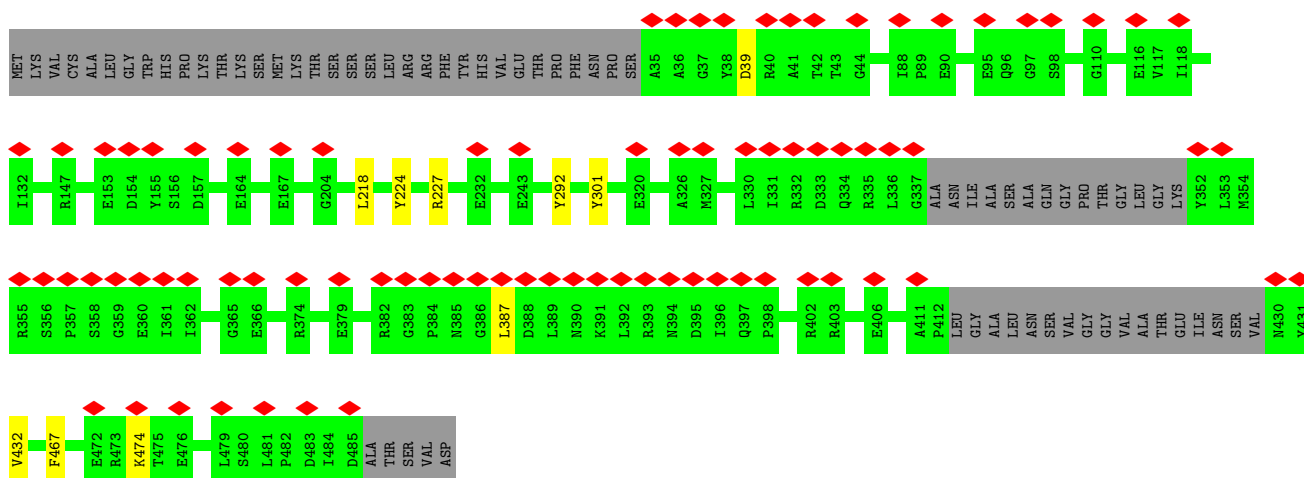 MET LYS VAL CYS ALA LEU GLY TRP HIS PRO LYS THR LYS SER MET LYS THR SER SER SER LEU ARG ARG PHE TYR HIS VAL GLU THR PRO PHE ASN PRO SER A35 A36 G37 Y38 D39 R40 A41 T42 T43 G44 I88 P89 E90 E95 Q96 G97 S98 G110 E116 V117 I118
I132 R147 E153 D154 Y155 S156 D157 E164 E167 G204 L218 Y224 R227 E232 E243 Y292 Y301 E320 A326 M327 L330 I331 R332 D333 Q334 R335 L336 G337 ALA ASN ILE ALA SER ALA GLN GLY PRO THR GLY LEU GLY LYS Y352 L353 M354
R355 S356 P357 S358 G359 E360 I361 I362 G365 E366 R374 E379 R382 G383 P384 N385 G386 L387 D388 L389 N390 K391 L392 R393 N394 D395 I396 Q397 P398 R402 R403 E406 A411 P412 LEU GLY ALA LEU ASN SER VAL GLY GLY VAL ALA THR GLU ILE ASN SER VAL N430 Y431
V432 F467 E472 R473 K474 T475 E476 L479 S480 L481 P482 D483 I484 D485 ALA THR SER VAL ASP